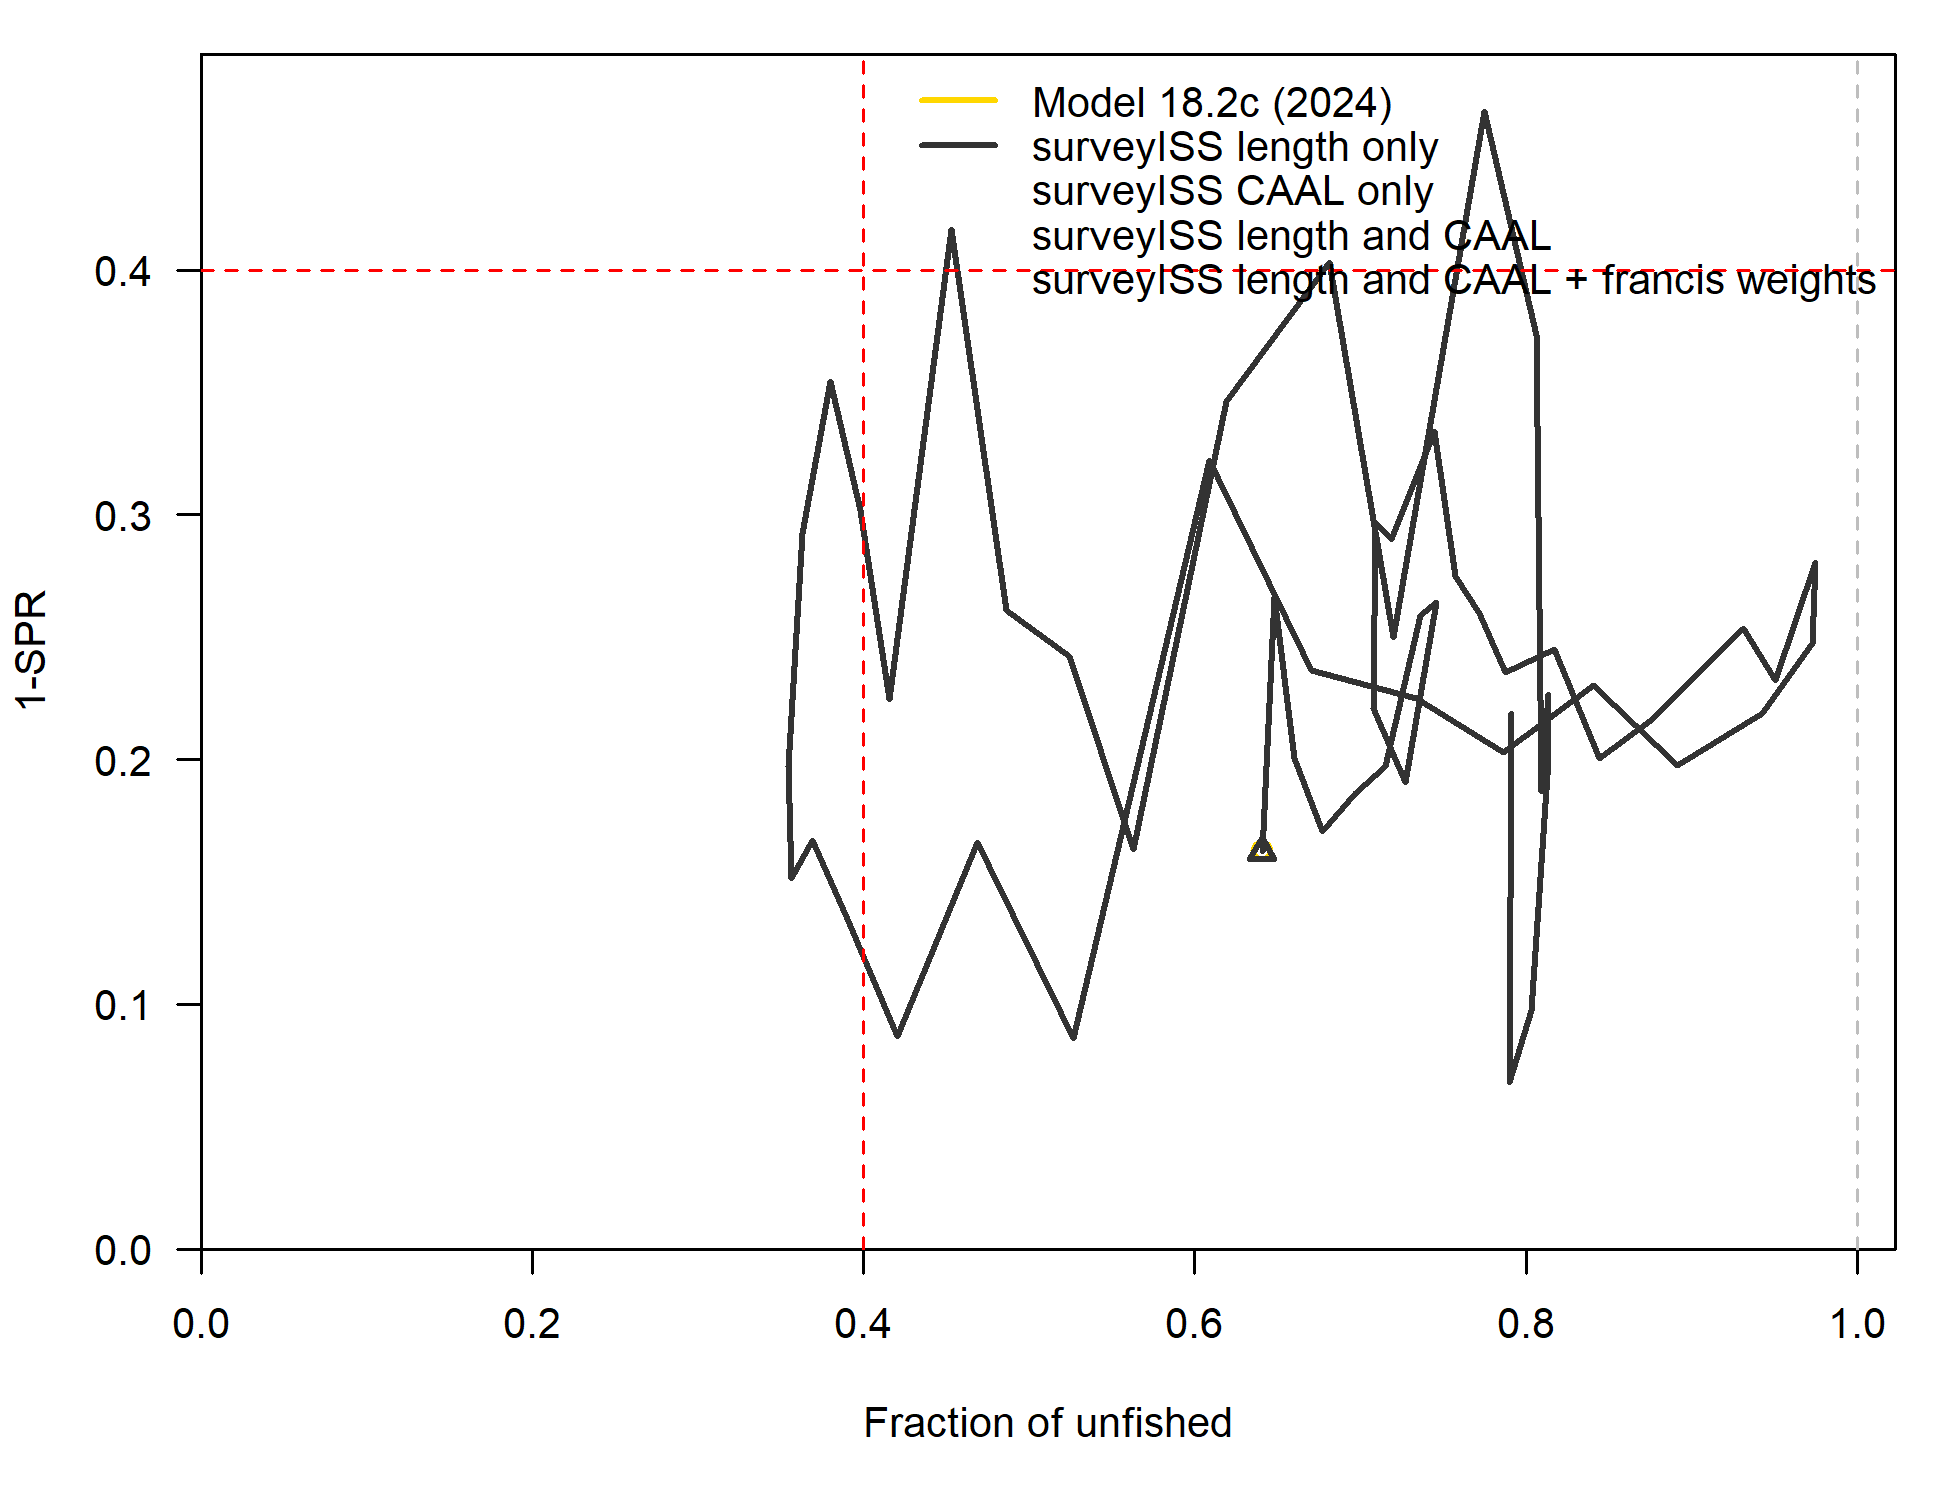 Model 18.2c (2024)
surveyISS length only
surveyISS CAAL only
surveyISS length and CAAL
surveyISS length and CAAL + francis weights
0.4
0.3
0.2
0.1
0.0
1-SPR
0.0 0.2 0.4 0.6 0.8 1.0
Fraction of unfished